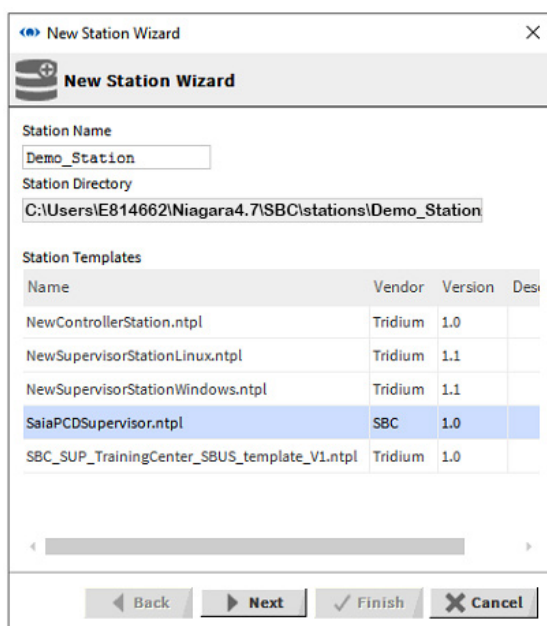 New Station Wizard
New Station Wizard
Station Name
Demo_Station
Station Directory
C:\Users\E814662\Niagara4.7\SBC\stations\Demo_Station
Station Templates
Name Vendor Version Desc
NewControllerStation.ntpl Tridium 1.0
NewSupervisorStationLinux.ntpl Tridium 1.1
NewSupervisorStationWindows.ntpl Tridium 1.1
SaiaPCDSupervisor.ntpl SBC 1.0
SBC_SUP_TrainingCenter_SBUS_template_V1.ntpl Tridium 1.0
Back Next Finish Cancel